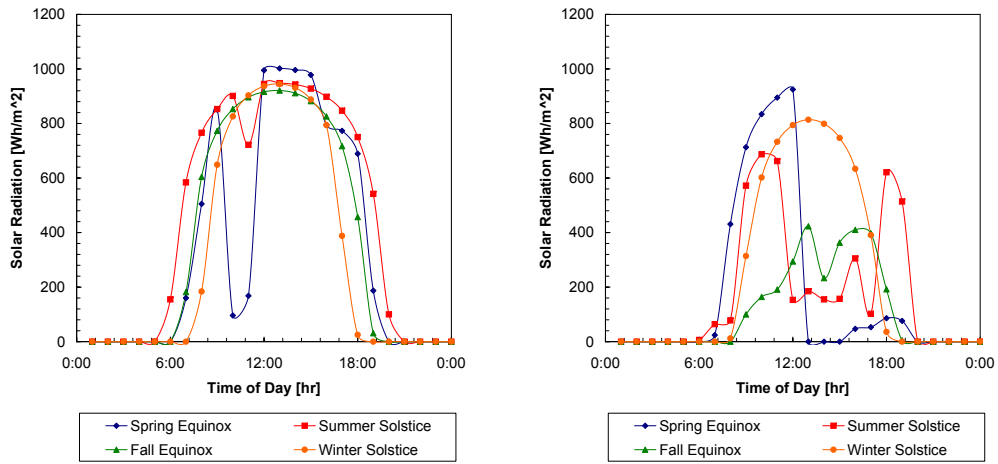 1200
1000
800
600
400
200
0
Solar Radiation [Wh/m^2]
0:00 6:00 12:00 18:00 0:00
Time of Day [hr]
Spring Equinox Summer Solstice
Fall Equinox Winter Solstice
1200
1000
800
600
400
200
0
Solar Radiation [Wh/m^2]
0:00 6:00 12:00 18:00 0:00
Time of Day [hr]
Spring Equinox Summer Solstice
Fall Equinox Winter Solstice